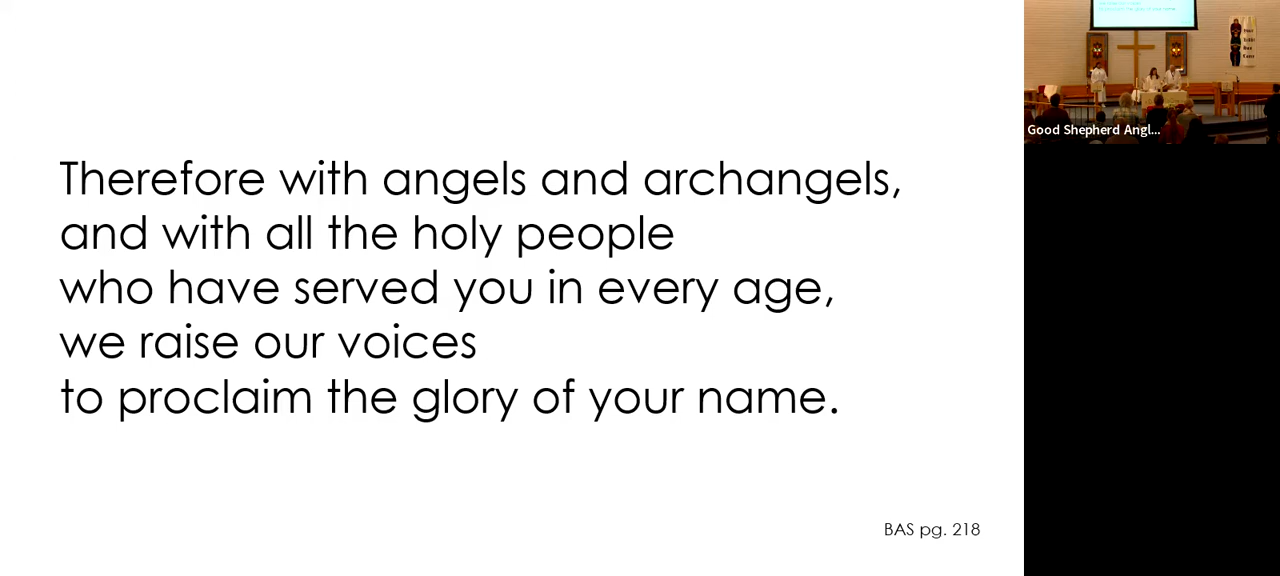 Therefore with angels and archangels,
and with all the holy people
who have served you in every age,
we raise our voices
to proclaim the glory of your name.
BAS pg. 218
Good Shepherd Angl...